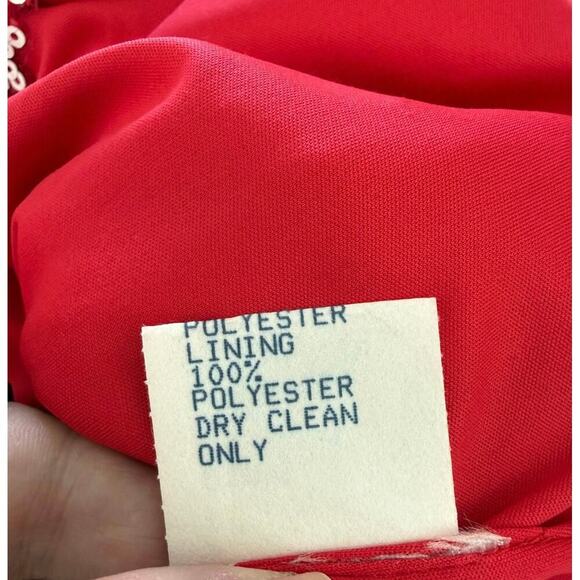 POLYESTER
LINING
100%
POLYESTER
DRY CLEAN
ONLY